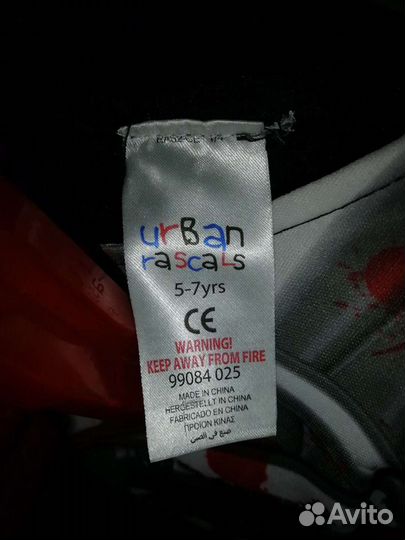 urBan
rascaLs
5-7yrs
CE
WARNING!
KEEP AWAY FROM FIRE
99084 025
MADE IN CHINA
HERGESTELLT IN CHINA
FABRICADO EN CHINA
ΠΡΟΪΟΝ ΚΙΝΑΣ
صنع في الصين
Avito